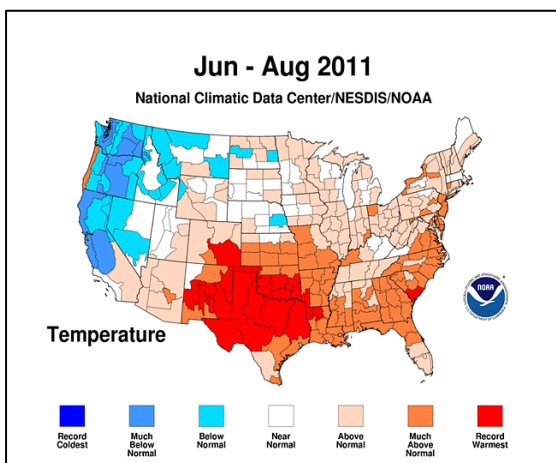 Jun - Aug 2011
National Climatic Data Center/NESDIS/NOAA
NOAA
Temperature
Record
Coldest
Much
Below
Normal
Below
Normal
Near
Normal
Above
Normal
Much
Above
Normal
Record
Warmest